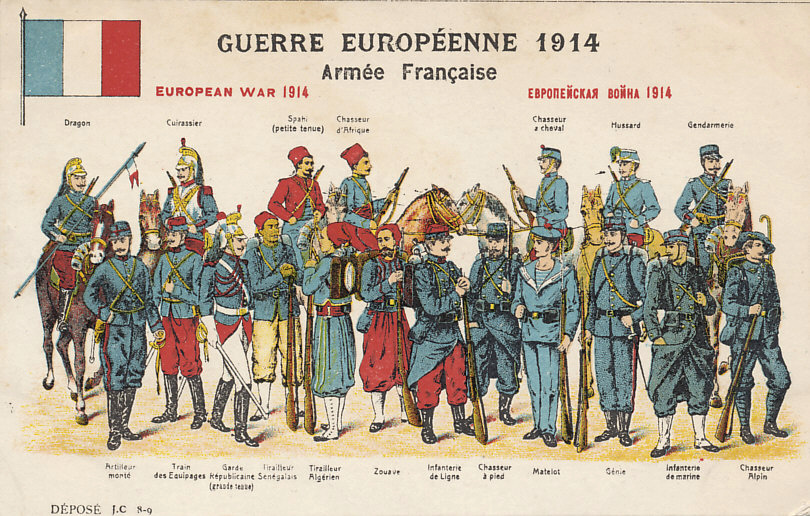 GUERRE EUROPÉENNE 1914
Armée Française
EUROPEAN WAR 1914
ЕВРОПЕЙСКАЯ ВОЙНА 1914
Dragon
Cuirassier
Spahi
(petite tenue)
Chasseur
d'Afrique
Chasseur
a cheval
Hussard
Gendarmerie
Artilleur
monté
Train
des Equipages
Garde
Républicaine
(grande tenue)
Tirailleur
Sénégalais
Tirailleur
Algérien
Zouave
Infanterie
de Ligne
Chasseur
à pied
Matelot
Génie
Infanterie
de marine
Chasseur
Alpin
DÉPOSÉ J.C 8-9